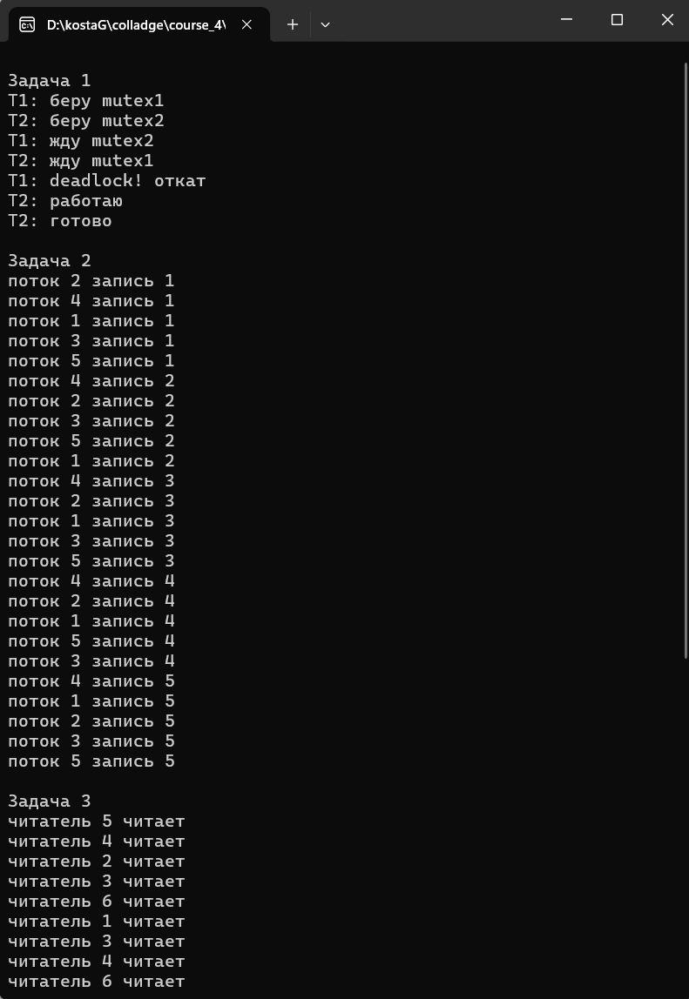 D:\kostaG\colladge\course_4\
Задача 1
T1: беру mutex1
T2: беру mutex2
T1: жду mutex2
T2: жду mutex1
T1: deadlock! откат
T2: работаю
T2: готово
Задача 2
поток 2 запись 1
поток 4 запись 1
поток 1 запись 1
поток 3 запись 1
поток 5 запись 1
поток 4 запись 2
поток 2 запись 2
поток 3 запись 2
поток 5 запись 2
поток 1 запись 2
поток 4 запись 3
поток 2 запись 3
поток 1 запись 3
поток 3 запись 3
поток 5 запись 3
поток 4 запись 4
поток 2 запись 4
поток 1 запись 4
поток 5 запись 4
поток 3 запись 4
поток 4 запись 5
поток 1 запись 5
поток 2 запись 5
поток 3 запись 5
поток 5 запись 5
Задача 3
читатель 5 читает
читатель 4 читает
читатель 2 читает
читатель 3 читает
читатель 6 читает
читатель 1 читает
читатель 3 читает
читатель 4 читает
читатель 6 читает